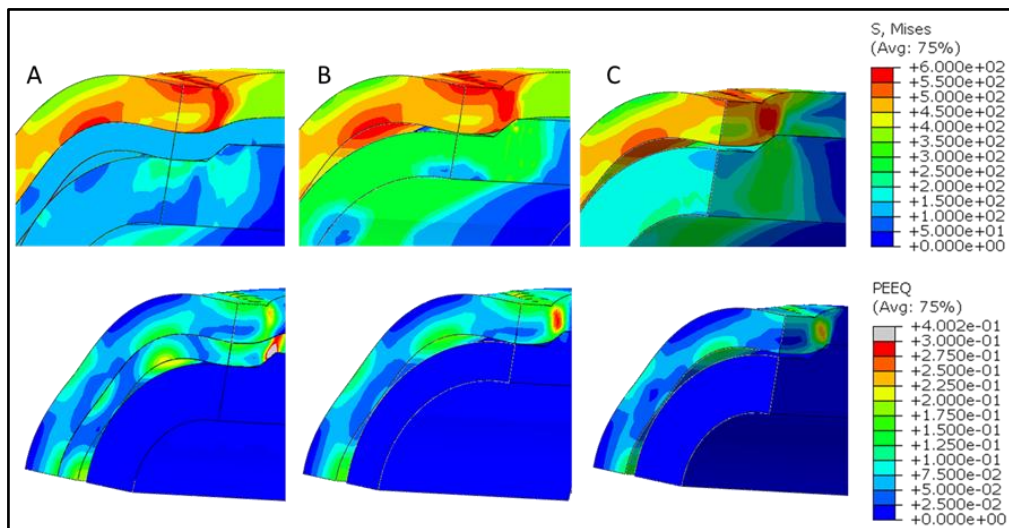 A
B
C
S, Mises
(Avg: 75%)
+6.000e+02
+5.500e+02
+5.000e+02
+4.500e+02
+4.000e+02
+3.500e+02
+3.000e+02
+2.500e+02
+2.000e+02
+1.500e+02
+1.000e+02
+5.000e+01
+0.000e+00
PEEQ
(Avg: 75%)
+4.002e-01
+3.000e-01
+2.750e-01
+2.500e-01
+2.250e-01
+2.000e-01
+1.750e-01
+1.500e-01
+1.250e-01
+1.000e-01
+7.500e-02
+5.000e-02
+2.500e-02
+0.000e+00